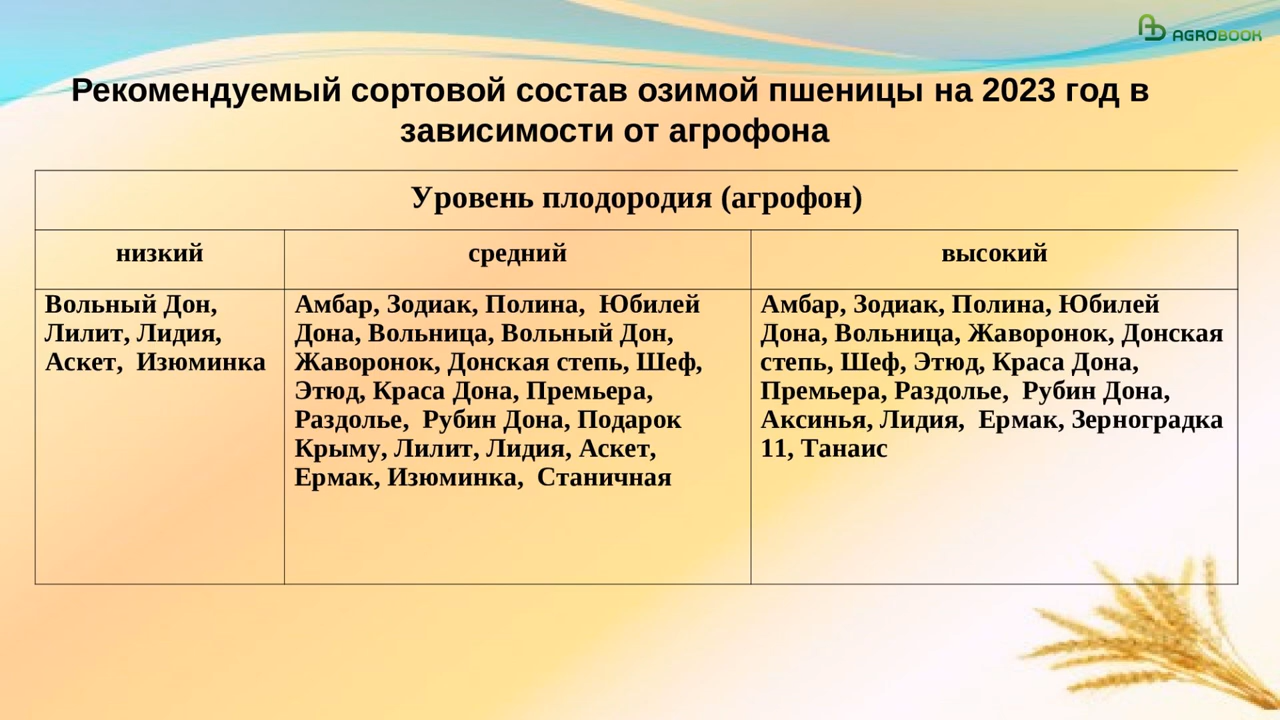 AGROBOOK
Рекомендуемый сортовой состав озимой пшеницы на 2023 год в
зависимости от агрофона
Уровень плодородия (агрофон)
низкий
средний
высокий
Вольный Дон,
Лилит, Лидия,
Аскет, Изюминка
Амбар, Зодиак, Полина, Юбилей
Дона, Вольница, Вольный Дон,
Жаворонок, Донская степь, Шеф,
Этюд, Краса Дона, Премьера,
Раздолье, Рубин Дона, Подарок
Крыму, Лилит, Лидия, Аскет,
Ермак, Изюминка, Станичная
Амбар, Зодиак, Полина, Юбилей
Дона, Вольница, Жаворонок, Донская
степь, Шеф, Этюд, Краса Дона,
Премьера, Раздолье, Рубин Дона,
Аксинья, Лидия, Ермак, Зерноградка
11, Танаис